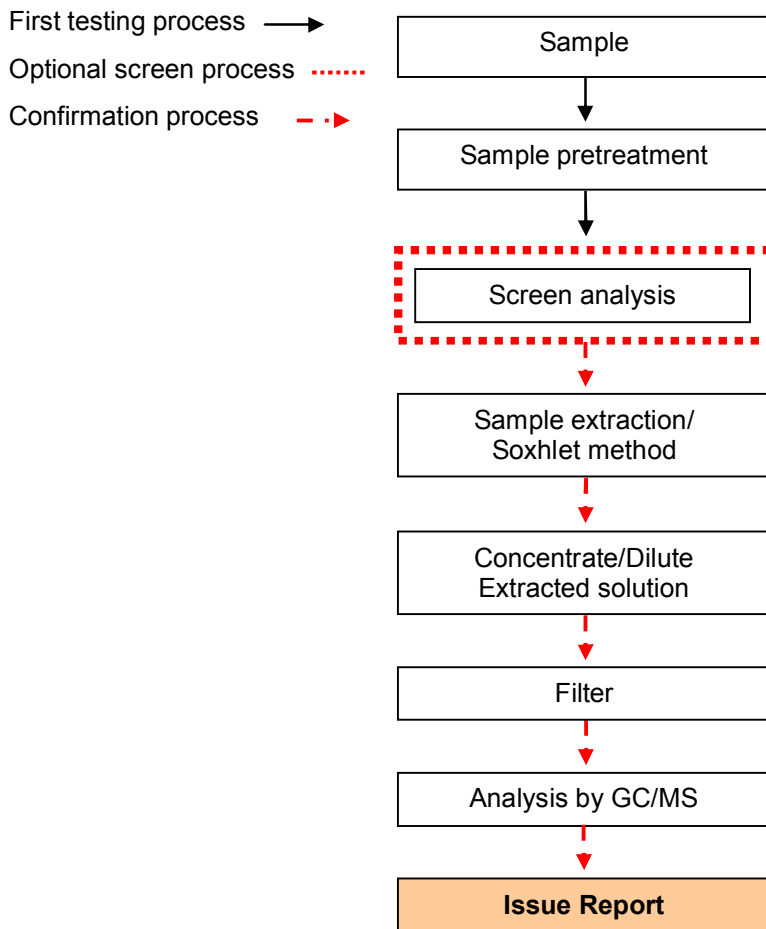 First testing process
Optional screen process
Confirmation process
Sample
Sample pretreatment
Screen analysis
Sample extraction/
Soxhlet method
Concentrate/Dilute
Extracted solution
Filter
Analysis by GC/MS
Issue Report